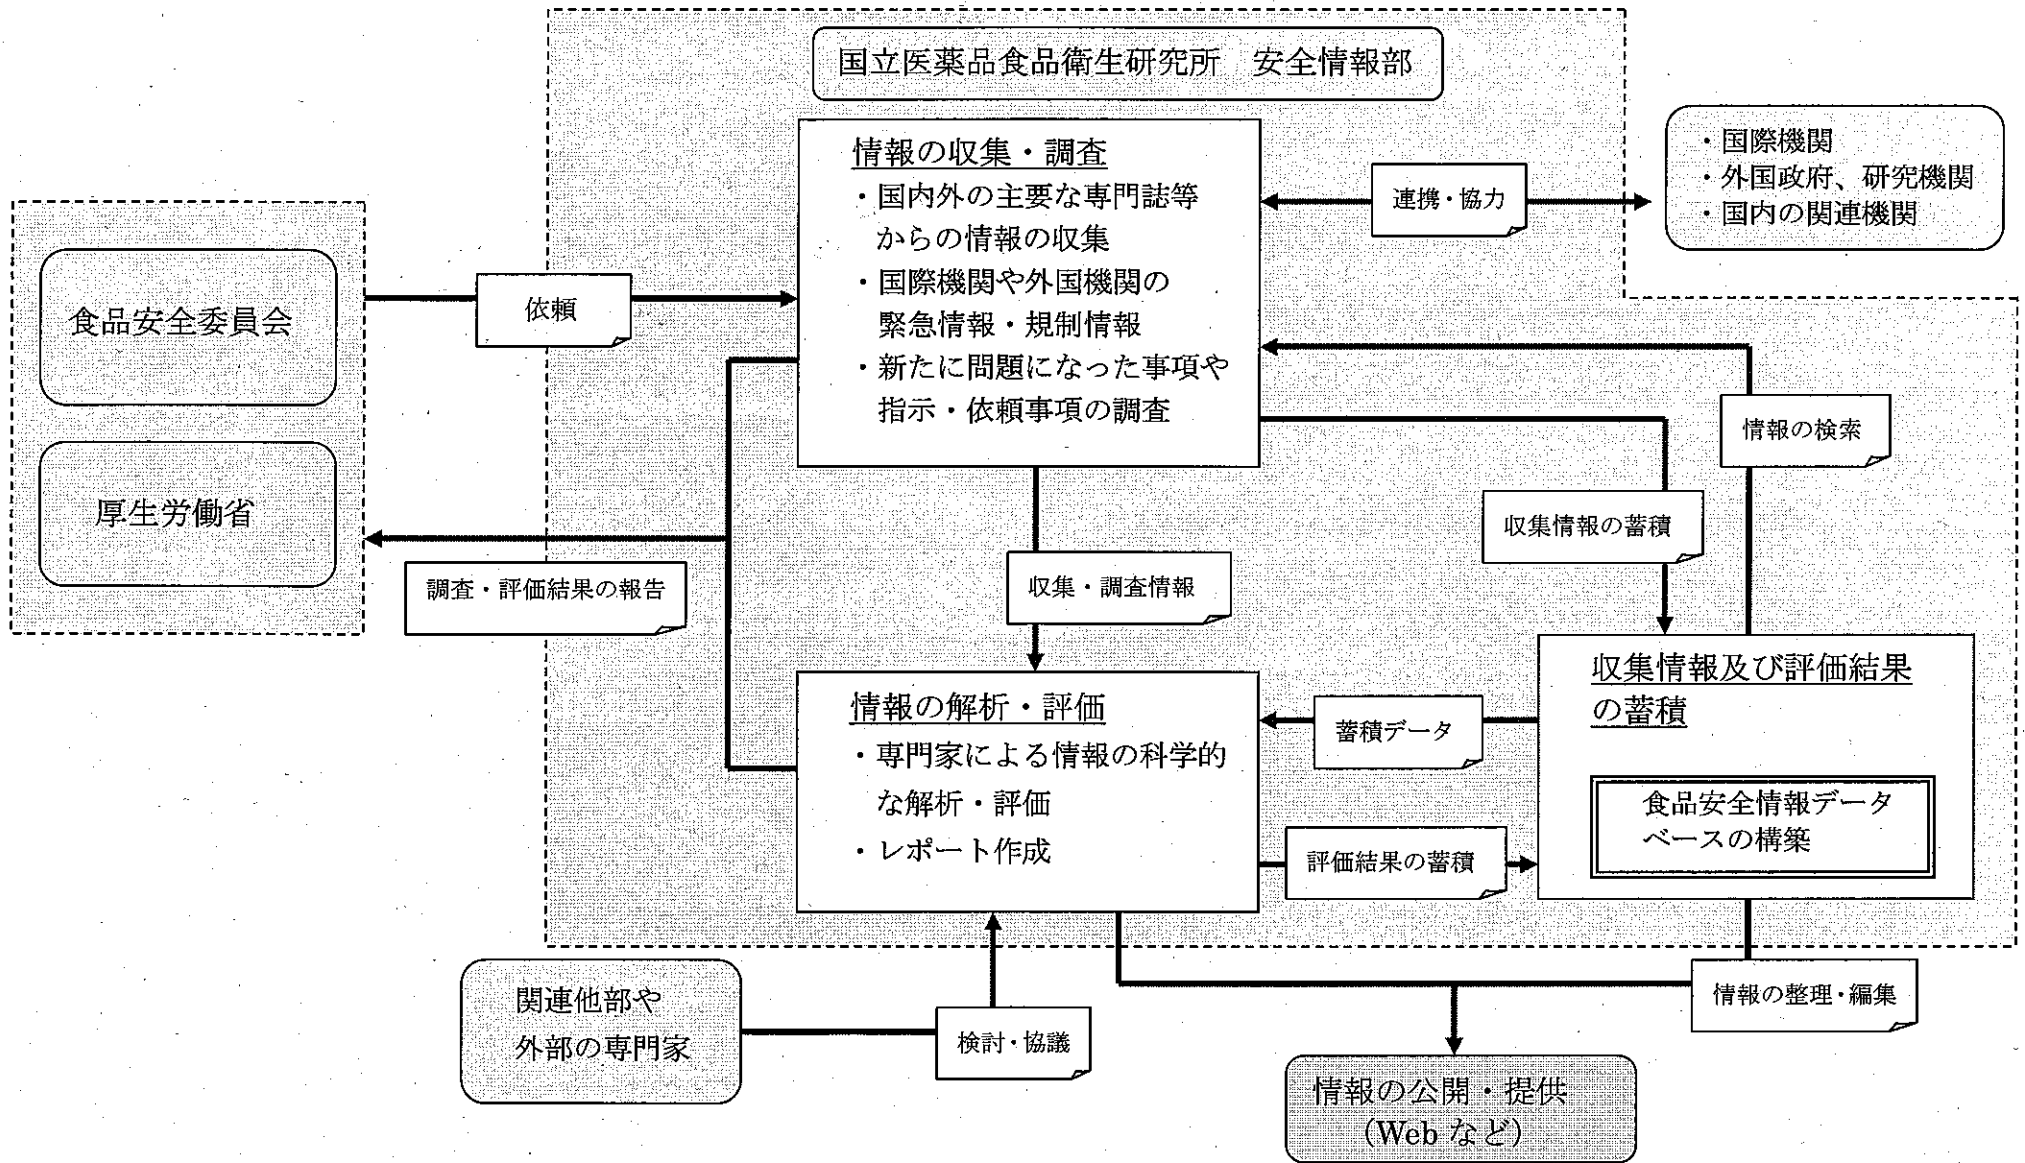 国立医薬品食品衛生研究所　安全情報部
情報の収集・調査
・国内外の主要な専門誌等
からの情報の収集
・国際機関や外国機関の
緊急情報・規制情報
・新たに問題になった事項や
指示・依頼事項の調査
連携・協力
・国際機関
・外国政府、研究機関
・国内の関連機関
食品安全委員会
厚生労働省
依頼
調査・評価結果の報告
収集・調査情報
情報の検索
収集情報の蓄積
情報の解析・評価
・専門家による情報の科学的
な解析・評価
・レポート作成
蓄積データ
評価結果の蓄積
収集情報及び評価結果
の蓄積
食品安全情報データ
ベースの構築
関連他部や
外部の専門家
検討・協議
情報の整理・編集
情報の公開・提供
（Web など）